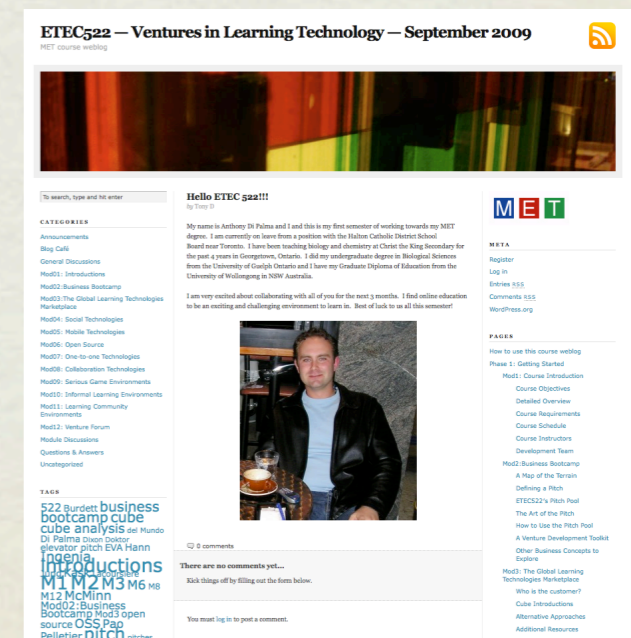 ETEC522 — Ventures in Learning Technology — September 2009
MET course weblog
To search, type and hit enter
CATEGORIES
Announcements
Blog Café
General Discussions
Mod01: Introductions
Mod02:Business Bootcamp
Mod03:The Global Learning Technologies
Marketplace
Mod04: Social Technologies
Mod05: Mobile Technologies
Mod06: Open Source
Mod07: One-to-one Technologies
Mod08: Collaboration Technologies
Mod09: Serious Game Environments
Mod10: Informal Learning Environments
Mod11: Learning Community
Environments
Mod12: Venture Forum
Module Discussions
Questions & Answers
Uncategorized
TAGS
522 Burdett business
bootcamp cube
cube analysis del Mundo
Di Palma Dixon Doktor
elevator pitch EVA Hann
Ingenia
Introductions
Judd Kask Lacoursiere
M1 M2 M3 M6 M8
M12 McMinn
Mod02:Business
Bootcamp Mod3 open
source OSS Pap
Pelletier pitch pitches
Hello ETEC 522!!!
by Tony D
My name is Anthony Di Palma and I and this is my first semester of working towards my MET
degree. I am currently on leave from a position with the Halton Catholic District School
Board near Toronto. I have been teaching biology and chemistry at Christ the King Secondary for
the past 4 years in Georgetown, Ontario. I did my undergraduate degree in Biological Sciences
from the University of Guelph Ontario and I have my Graduate Diploma of Education from the
University of Wollongong in NSW Australia.
I am very excited about collaborating with all of you for the next 3 months. I find online education
to be an exciting and challenging environment to learn in. Best of luck to us all this semester!
0 comments
There are no comments yet...
Kick things off by filling out the form below.
You must log in to post a comment.
MET
META
Register
Log in
Entries RSS
Comments RSS
WordPress.org
PAGES
How to use this course weblog
Phase 1: Getting Started
Mod1: Course Introduction
Course Objectives
Detailed Overview
Course Requirements
Course Schedule
Course Instructors
Development Team
Mod2:Business Bootcamp
A Map of the Terrain
Defining a Pitch
ETEC522's Pitch Pool
The Art of the Pitch
How to Use the Pitch Pool
A Venture Development Toolkit
Other Business Concepts to
Explore
Mod3: The Global Learning
Technologies Marketplace
Who is the customer?
Cube Introductions
Alternative Approaches
Additional Resources